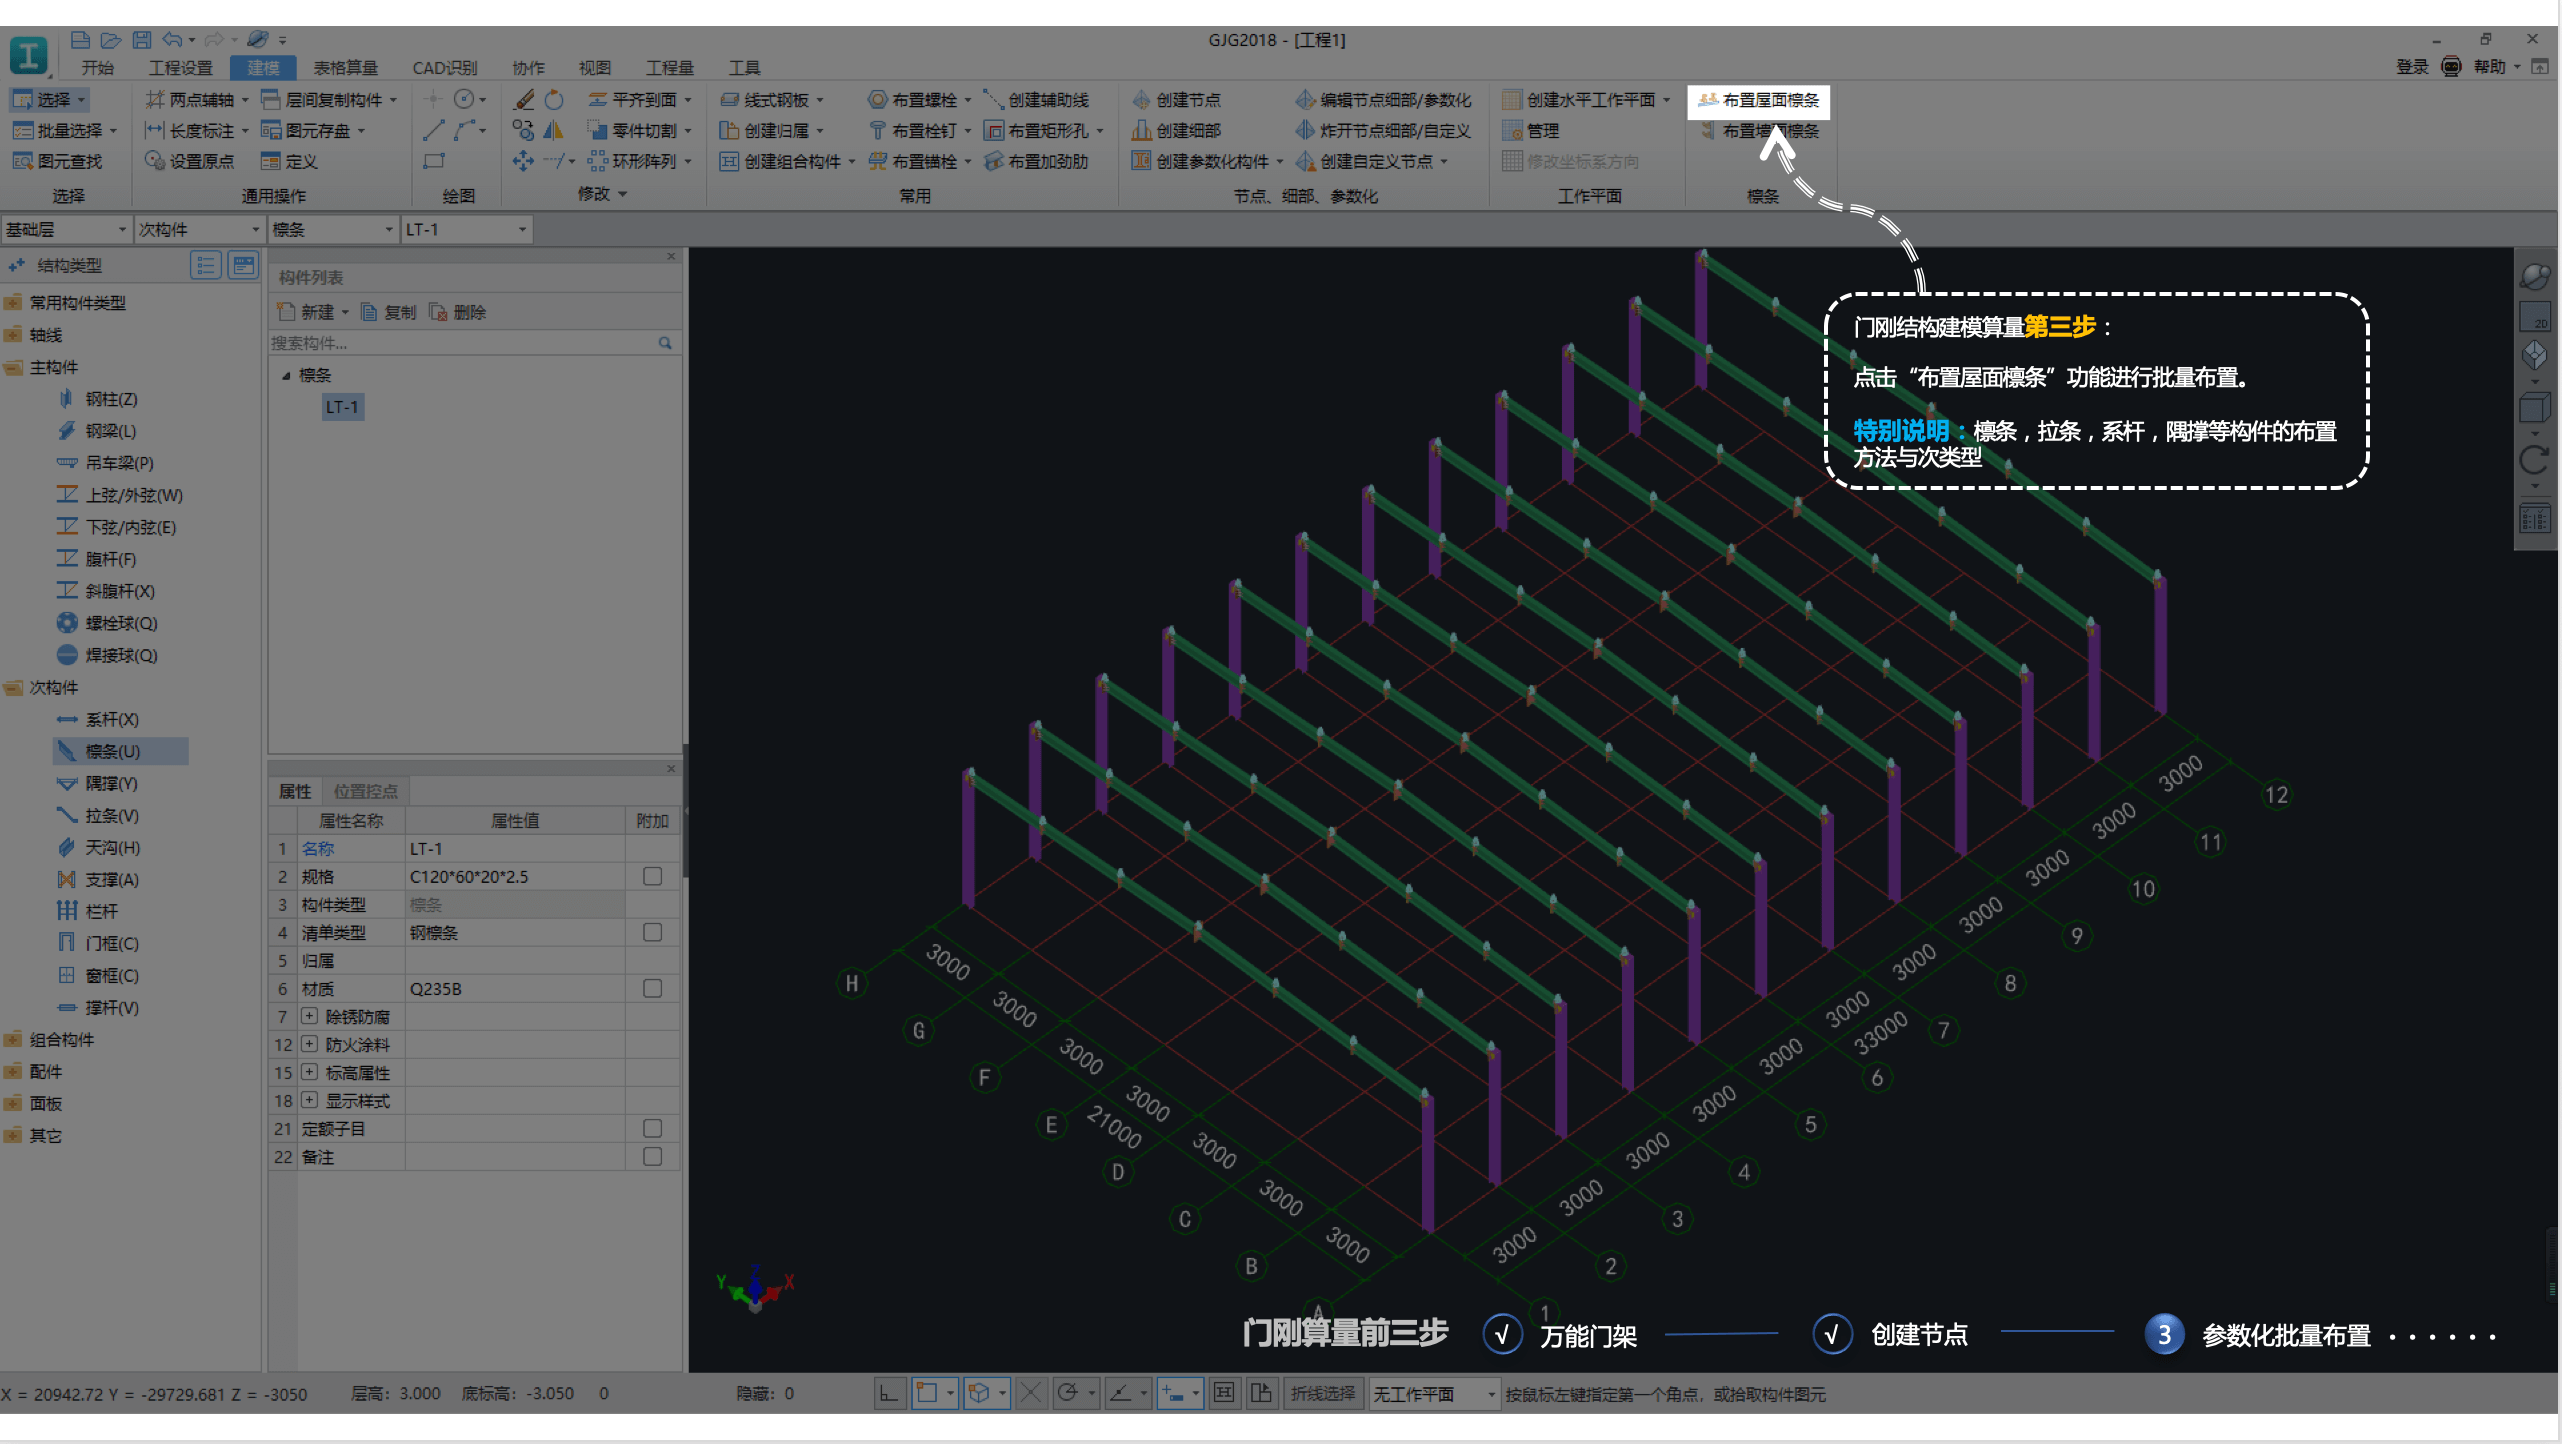 GJG2018 - [工程1]
开始 工程设置 建模 表格算量 CAD识别 协作 视图 工程量 工具
登录 帮助
选择 两点辅轴 层间复制构件 平齐到面 线式钢板 布置螺栓 创建辅助线 创建节点 编辑节点细部/参数化 创建水平工作平面 布置屋面檩条
批量选择 长度标注 图元存盘 零件切割 创建归属 布置栓钉 布置矩形孔 创建细部 炸开节点细部/自定义 管理 布置墙面檩条
图元查找 设置原点 定义 环形阵列 创建组合构件 布置锚栓 布置加劲肋 创建参数化构件 创建自定义节点 修改坐标系方向
选择 通用操作 绘图 修改 常用 节点、细部、参数化 工作平面 檩条
基础层 次构件 檩条 LT-1
结构类型
常用构件类型
轴线
主构件
钢柱(Z)
钢梁(L)
吊车梁(P)
上弦/外弦(W)
下弦/内弦(E)
腹杆(F)
斜腹杆(X)
螺栓球(Q)
焊接球(Q)
次构件
系杆(X)
檩条(U)
隅撑(Y)
拉条(V)
天沟(H)
支撑(A)
栏杆
门框(C)
窗框(C)
撑杆(V)
组合构件
配件
面板
其它
构件列表
新建 复制 删除
搜索构件...
檩条
LT-1
属性 位置控点
属性名称 属性值 附加
1 名称 LT-1
2 规格 C120*60*20*2.5
3 构件类型 檩条
4 清单类型 钢檩条
5 归属
6 材质 Q235B
7 + 除锈防腐
12 + 防火涂料
15 + 标高属性
18 + 显示样式
21 定额子目
22 备注
门刚结构建模算量第三步：
点击“布置屋面檩条”功能进行批量布置。
特别说明：檩条，拉条，系杆，隅撑等构件的布置
方法与次类型
2D
H
G
F
E
D
C
B
A
3000
3000
3000
3000
21000
3000
3000
3000
1
2
3
4
5
6
7
8
9
10
11
12
3000
3000
3000
3000
3000
3000
33000
3000
3000
3000
3000
3000
Y Z X
门刚算量前三步 √ 万能门架 √ 创建节点 3 参数化批量布置 · · · · · ·
X = 20942.72 Y = -29729.681 Z = -3050 层高: 3.000 底标高: -3.050 0 隐藏: 0 折线选择 无工作平面 按鼠标左键指定第一个角点，或拾取构件图元